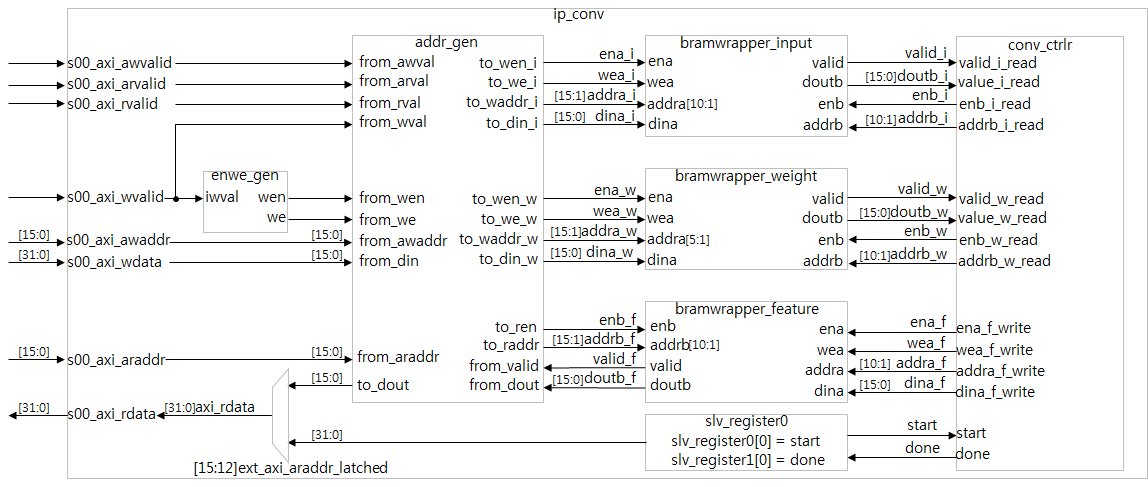 ip_conv
addr_gen
bramwrapper_input
conv_ctrlr
s00_axi_awvalid
from_awval
to_wen_i
ena_i
ena
valid
valid_i
valid_i_read
s00_axi_arvalid
from_arval
to_we_i
wea_i
wea
doutb
[15:0]doutb_i
value_i_read
s00_axi_rvalid
from_rval
to_waddr_i
[15:1]addra_i
addra[10:1]
enb
enb_i
enb_i_read
from_wval
to_din_i
[15:0] dina_i
dina
addrb
[10:1]addrb_i
addrb_i_read
enwe_gen
bramwrapper_weight
s00_axi_wvalid
iwval
wen
from_wen
to_wen_w
ena_w
ena
valid
valid_w
valid_w_read
we
from_we
to_we_w
wea_w
wea
doutb
[15:0]doutb_w
value_w_read
[15:0]
s00_axi_awaddr
[15:0]
from_awaddr
to_waddr_w
[15:1]addra_w
addra[5:1]
enb
enb_w
enb_w_read
[31:0]
s00_axi_wdata
[15:0]
from_din
to_din_w
[15:0] dina_w
dina
addrb
[10:1]addrb_w
addrb_w_read
bramwrapper_feature
to_ren
enb_f
enb
ena
ena_f
ena_f_write
[15:0]
s00_axi_araddr
[15:0]
from_araddr
to_raddr
[15:1]addrb_f
addrb[10:1]
wea
wea_f
wea_f_write
from_valid
valid_f
valid
addra
[10:1] addra_f
addra_f_write
[15:0]
to_dout
from_dout
[15:0]doutb_f
doutb
dina
[15:0] dina_f
dina_f_write
[31:0]
s00_axi_rdata
[31:0]axi_rdata
slv_register0
[31:0]
slv_register0[0] = start
start
start
slv_register1[0] = done
done
done
[15:12]ext_axi_araddr_latched